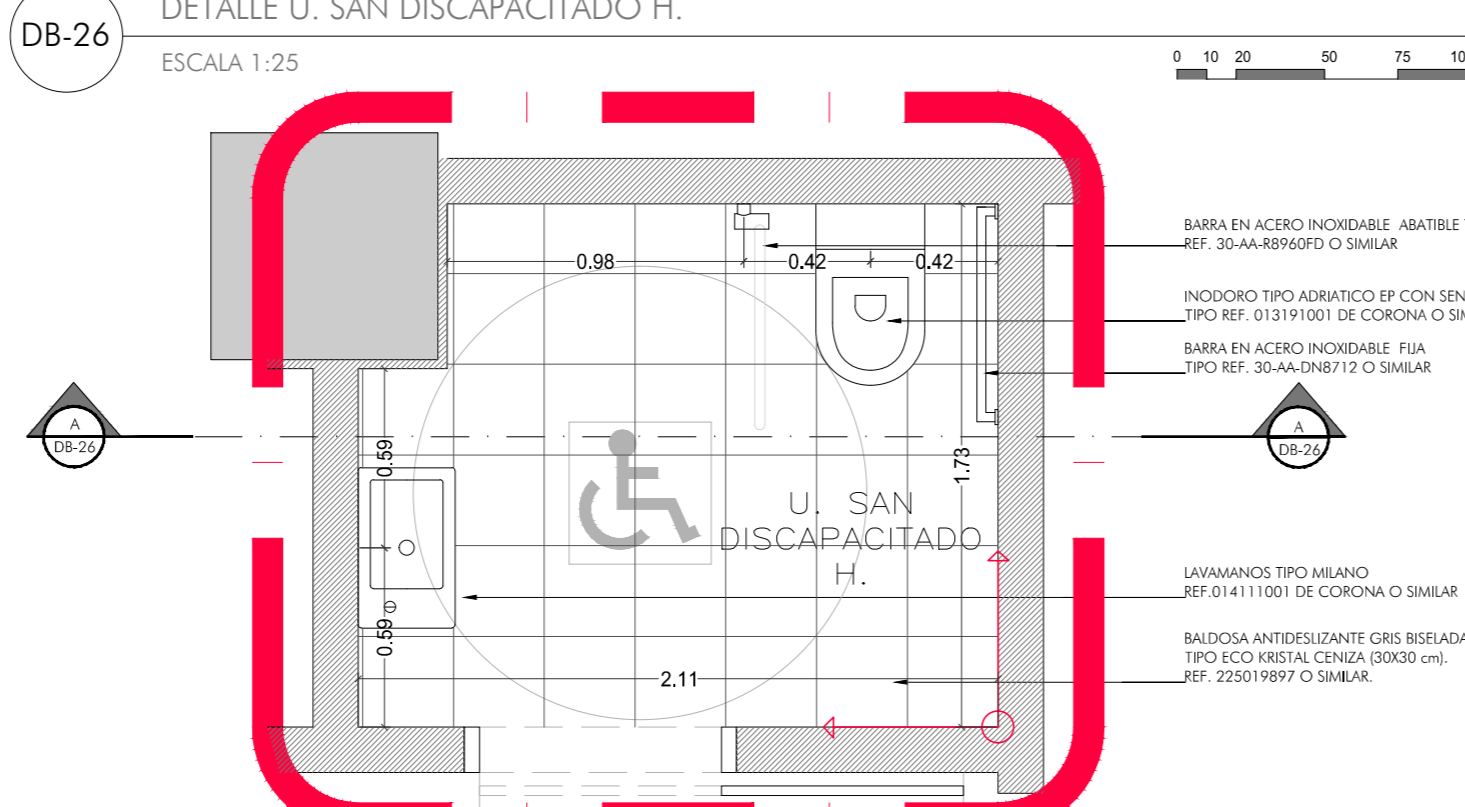 DETALLE U. SAN DISCAPACITADO H.
DB-26
ESCALA 1:25
0 10 20 50 75 10
BARRA EN ACERO INOXIDABLE ABATIBLE
REF. 30-AA-R8960FD O SIMILAR
0.98 0.42 0.42
INODORO TIPO ADRIATICO EP CON SEN
TIPO REF. 013191001 DE CORONA O SIM
BARRA EN ACERO INOXIDABLE FIJA
TIPO REF. 30-AA-DN8712 O SIMILAR
A
DB-26
A
DB-26
0.59
1.73
U. SAN
DISCAPACITADO
H.
LAVAMANOS TIPO MILANO
REF.014111001 DE CORONA O SIMILAR
0.59
BALDOSA ANTIDESLIZANTE GRIS BISELADA
TIPO ECO KRISTAL CENIZA (30X30 cm).
REF. 225019897 O SIMILAR.
2.11